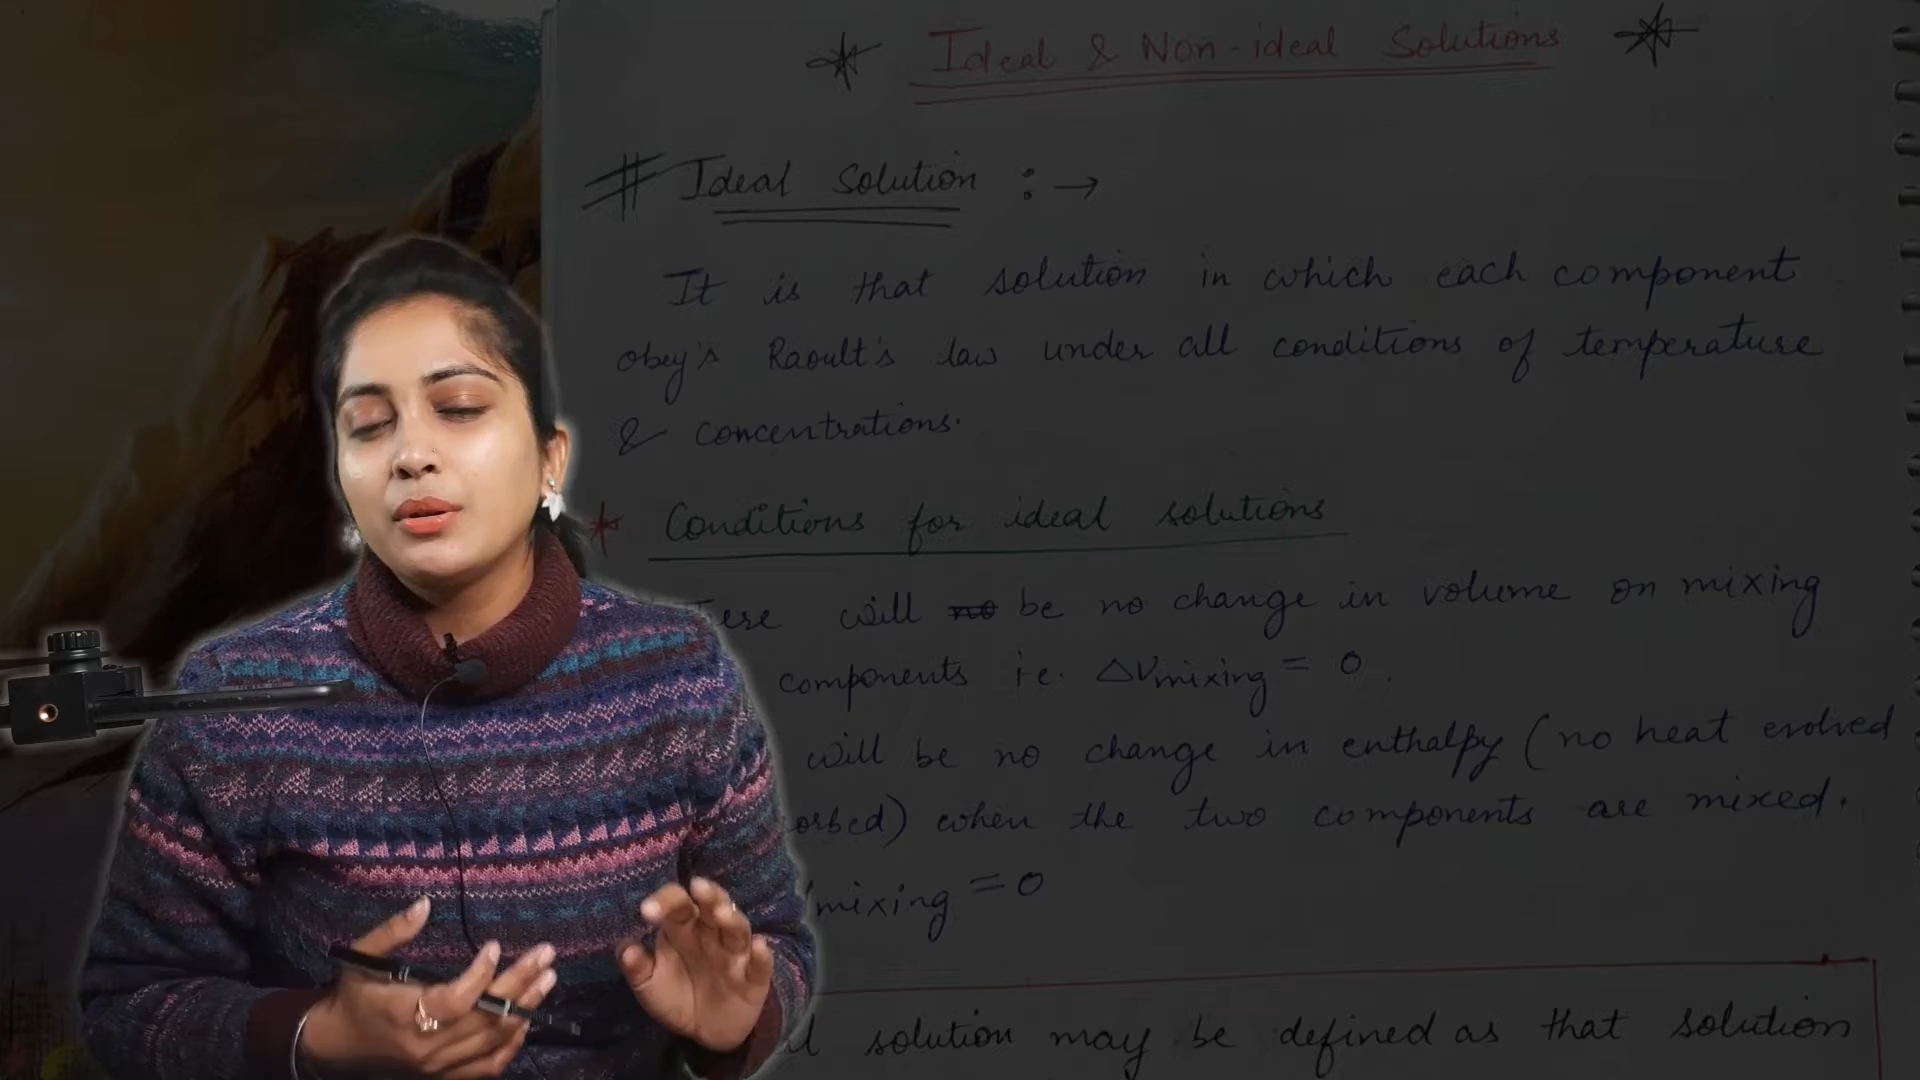 Ideal & Non-ideal Solutions
# Ideal Solution :→
It is that solution in which each component
obey's Raoult's law under all conditions of temperature
& concentrations.
* Conditions for ideal solutions
will be no change in volume on mixing
components i.e. ΔVmixing = 0.
will be no change in enthalpy (no heat evolved
orbed) when the two components are mixed.
mixing = 0
solution may be defined as that solution